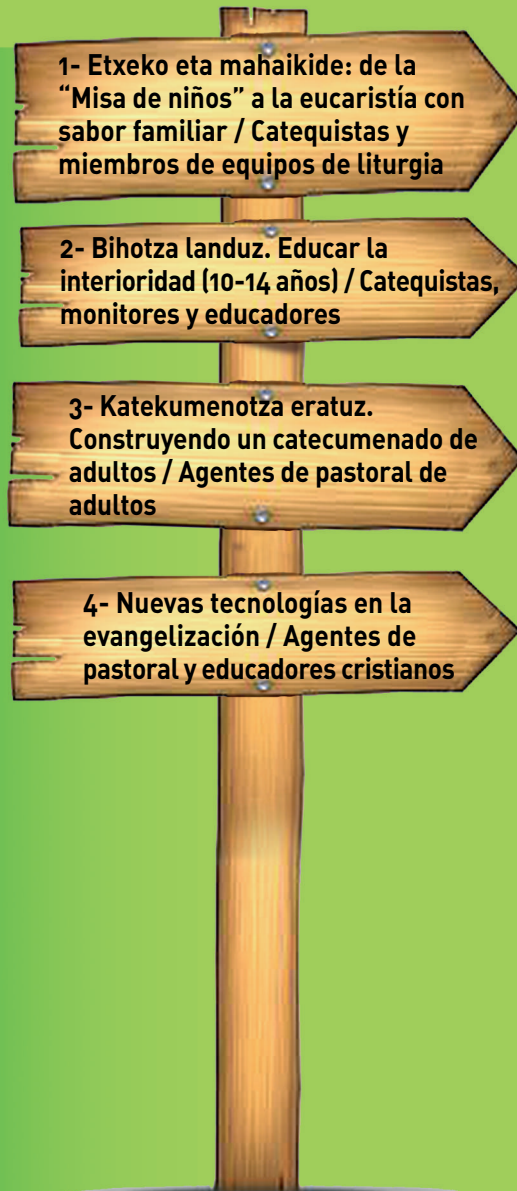 1- Etxeko eta mahaikide: de la
“Misa de niños” a la eucaristía con
sabor familiar / Catequistas y
miembros de equipos de liturgia
2- Bihotza landuz. Educar la
interioridad (10-14 años) / Catequistas,
monitores y educadores
3- Katekumenotza eratuz.
Construyendo un catecumenado de
adultos / Agentes de pastoral de
adultos
4- Nuevas tecnologías en la
evangelización / Agentes de
pastoral y educadores cristianos